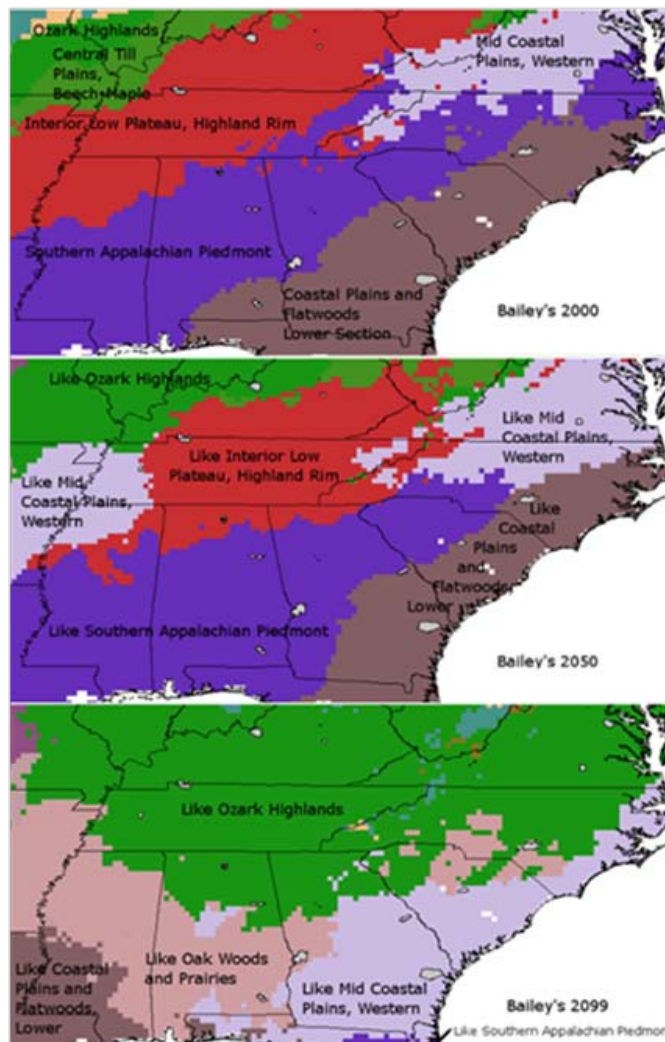 Ozark Highlands
Central Till
Plains,
Beech-Maple
Mid Coastal
Plains, Western
Interior Low Plateau, Highland Rim
Southern Appalachian Piedmont
Coastal Plains and
Flatwoods
Lower Section
Bailey's 2000
Like Ozark Highlands
Like Mid
Coastal Plains,
Western
Like Interior Low
Plateau, Highland Rim
Like Mid
Coastal Plains,
Western
Like
Coastal
Plains
and
Flatwoods,
Lower
Like Southern Appalachian Piedmont
Bailey's 2050
Like Ozark Highlands
Like Oak Woods
and Prairies
Like Coastal
Plains and
Flatwoods,
Lower
Like Mid Coastal
Plains, Western
Bailey's 2099
Like Southern Appalachian Piedmont